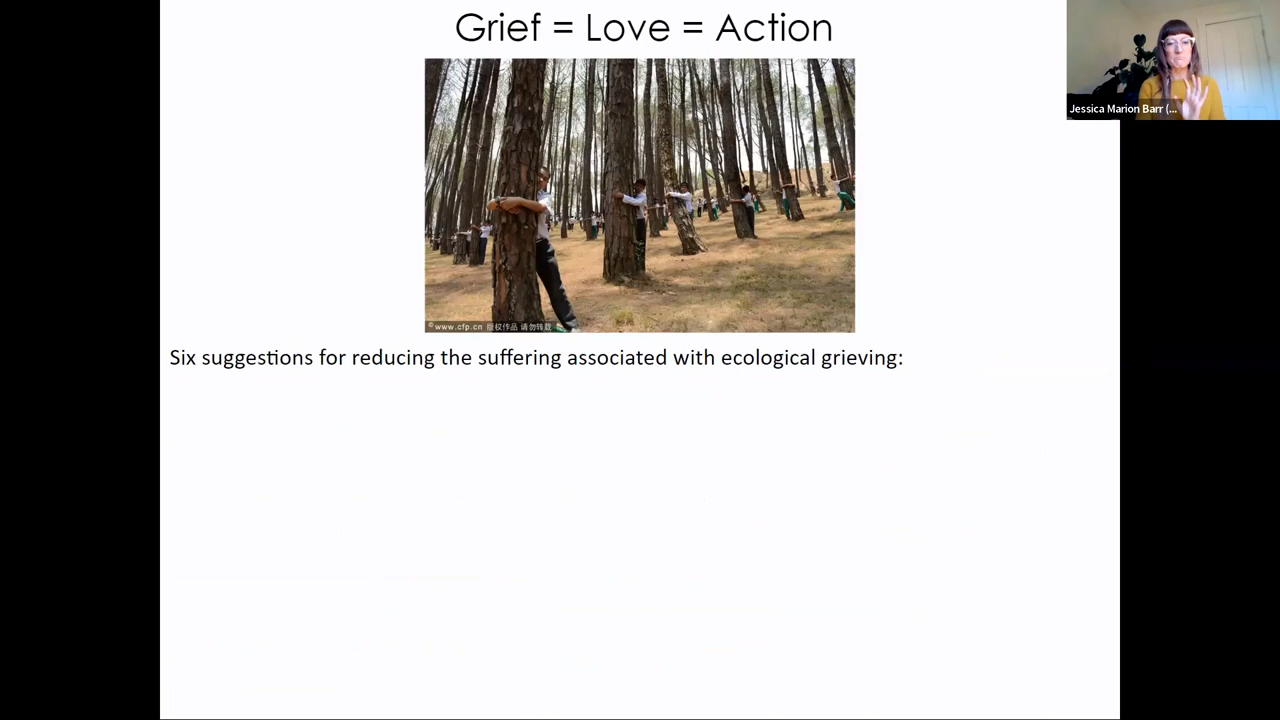 Grief = Love = Action
Jessica Marion Barr (...
©www.cfp.cn 版权作品 请勿转载
Six suggestions for reducing the suffering associated with ecological grieving: